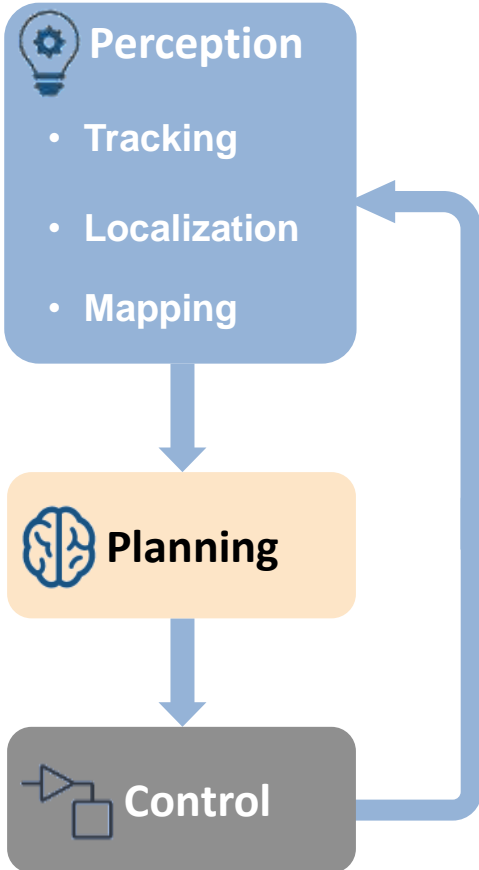 Perception
• Tracking
• Localization
• Mapping
Planning
Control